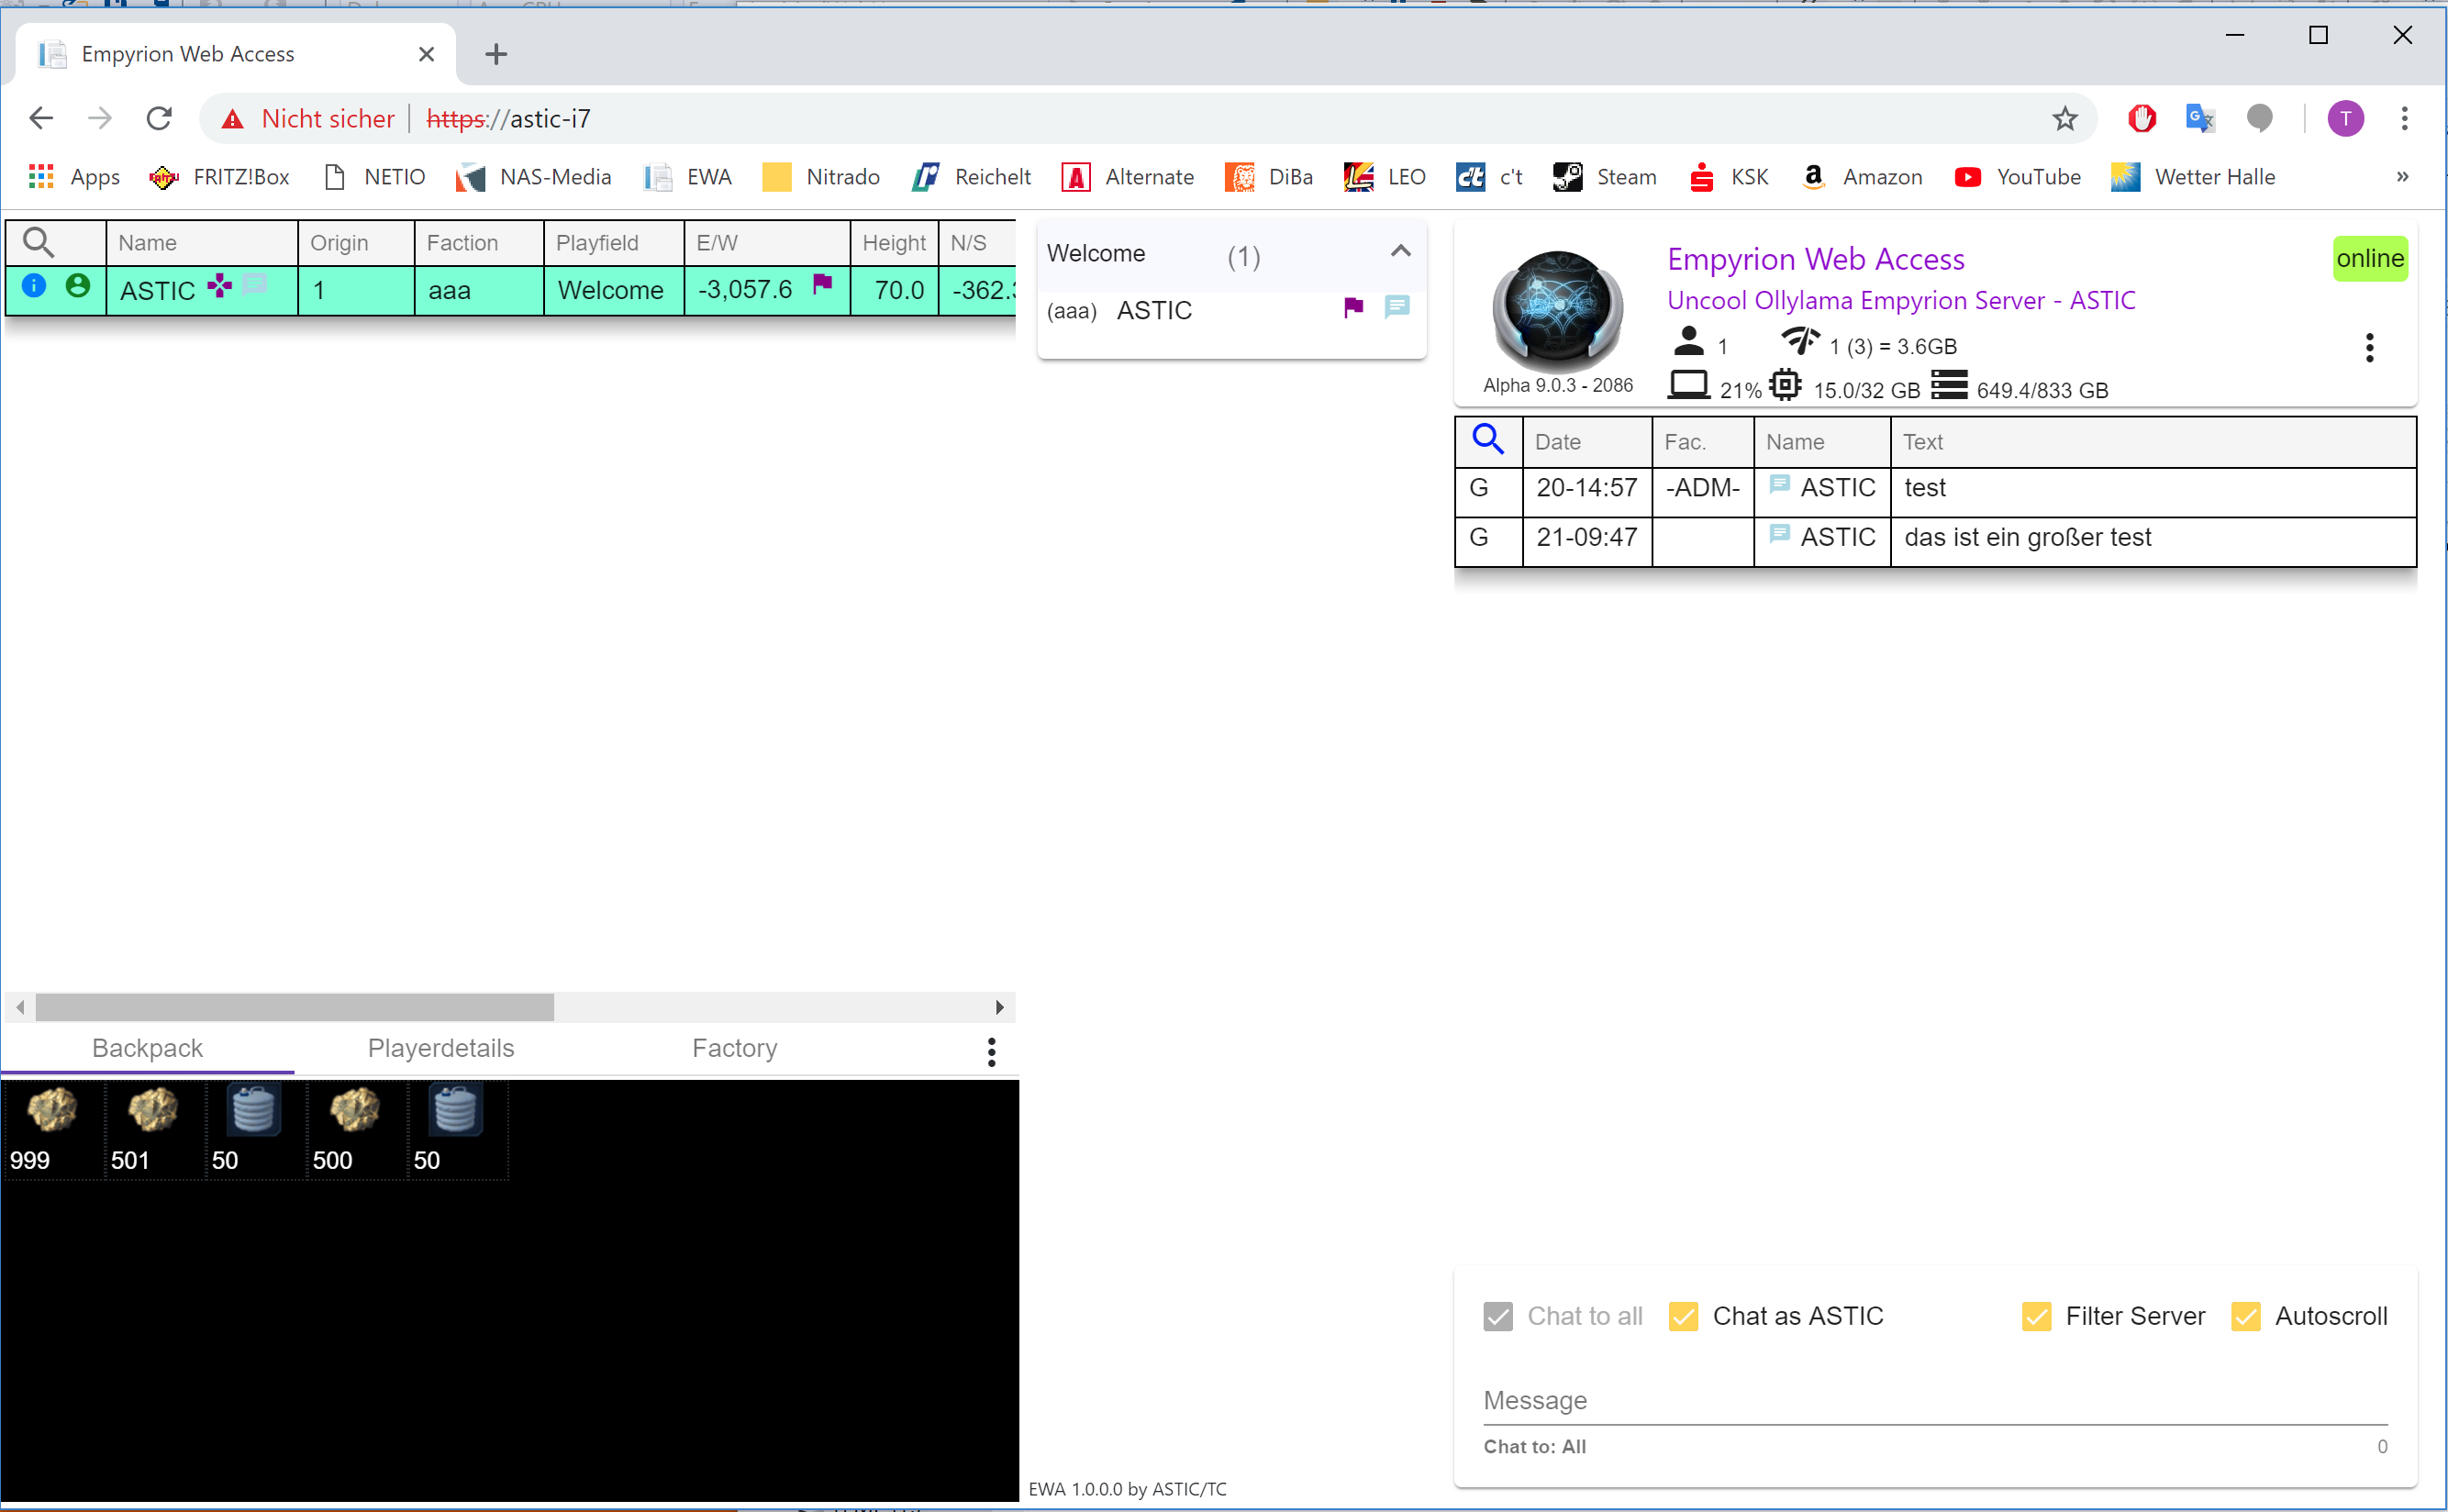 Empyrion Web Access
Nicht sicher https://astic-i7 T
Apps FRITZ!Box NETIO NAS-Media EWA Nitrado Reichelt Alternate DiBa LEO c't Steam KSK Amazon YouTube Wetter Halle »
Name Origin Faction Playfield E/W Height N/S
ASTIC 1 aaa Welcome -3,057.6 70.0 -362.
Welcome (1)
(aaa) ASTIC
Empyrion Web Access
online
Uncool Ollylama Empyrion Server - ASTIC
1 1 (3) = 3.6GB
Alpha 9.0.3 - 2086
21% 15.0/32 GB 649.4/833 GB
Date Fac. Name Text
G 20-14:57 -ADM- ASTIC test
G 21-09:47 ASTIC das ist ein großer test
Backpack Playerdetails Factory
999 501 50 500 50
Chat to all Chat as ASTIC Filter Server Autoscroll
Message
Chat to: All 0
EWA 1.0.0.0 by ASTIC/TC